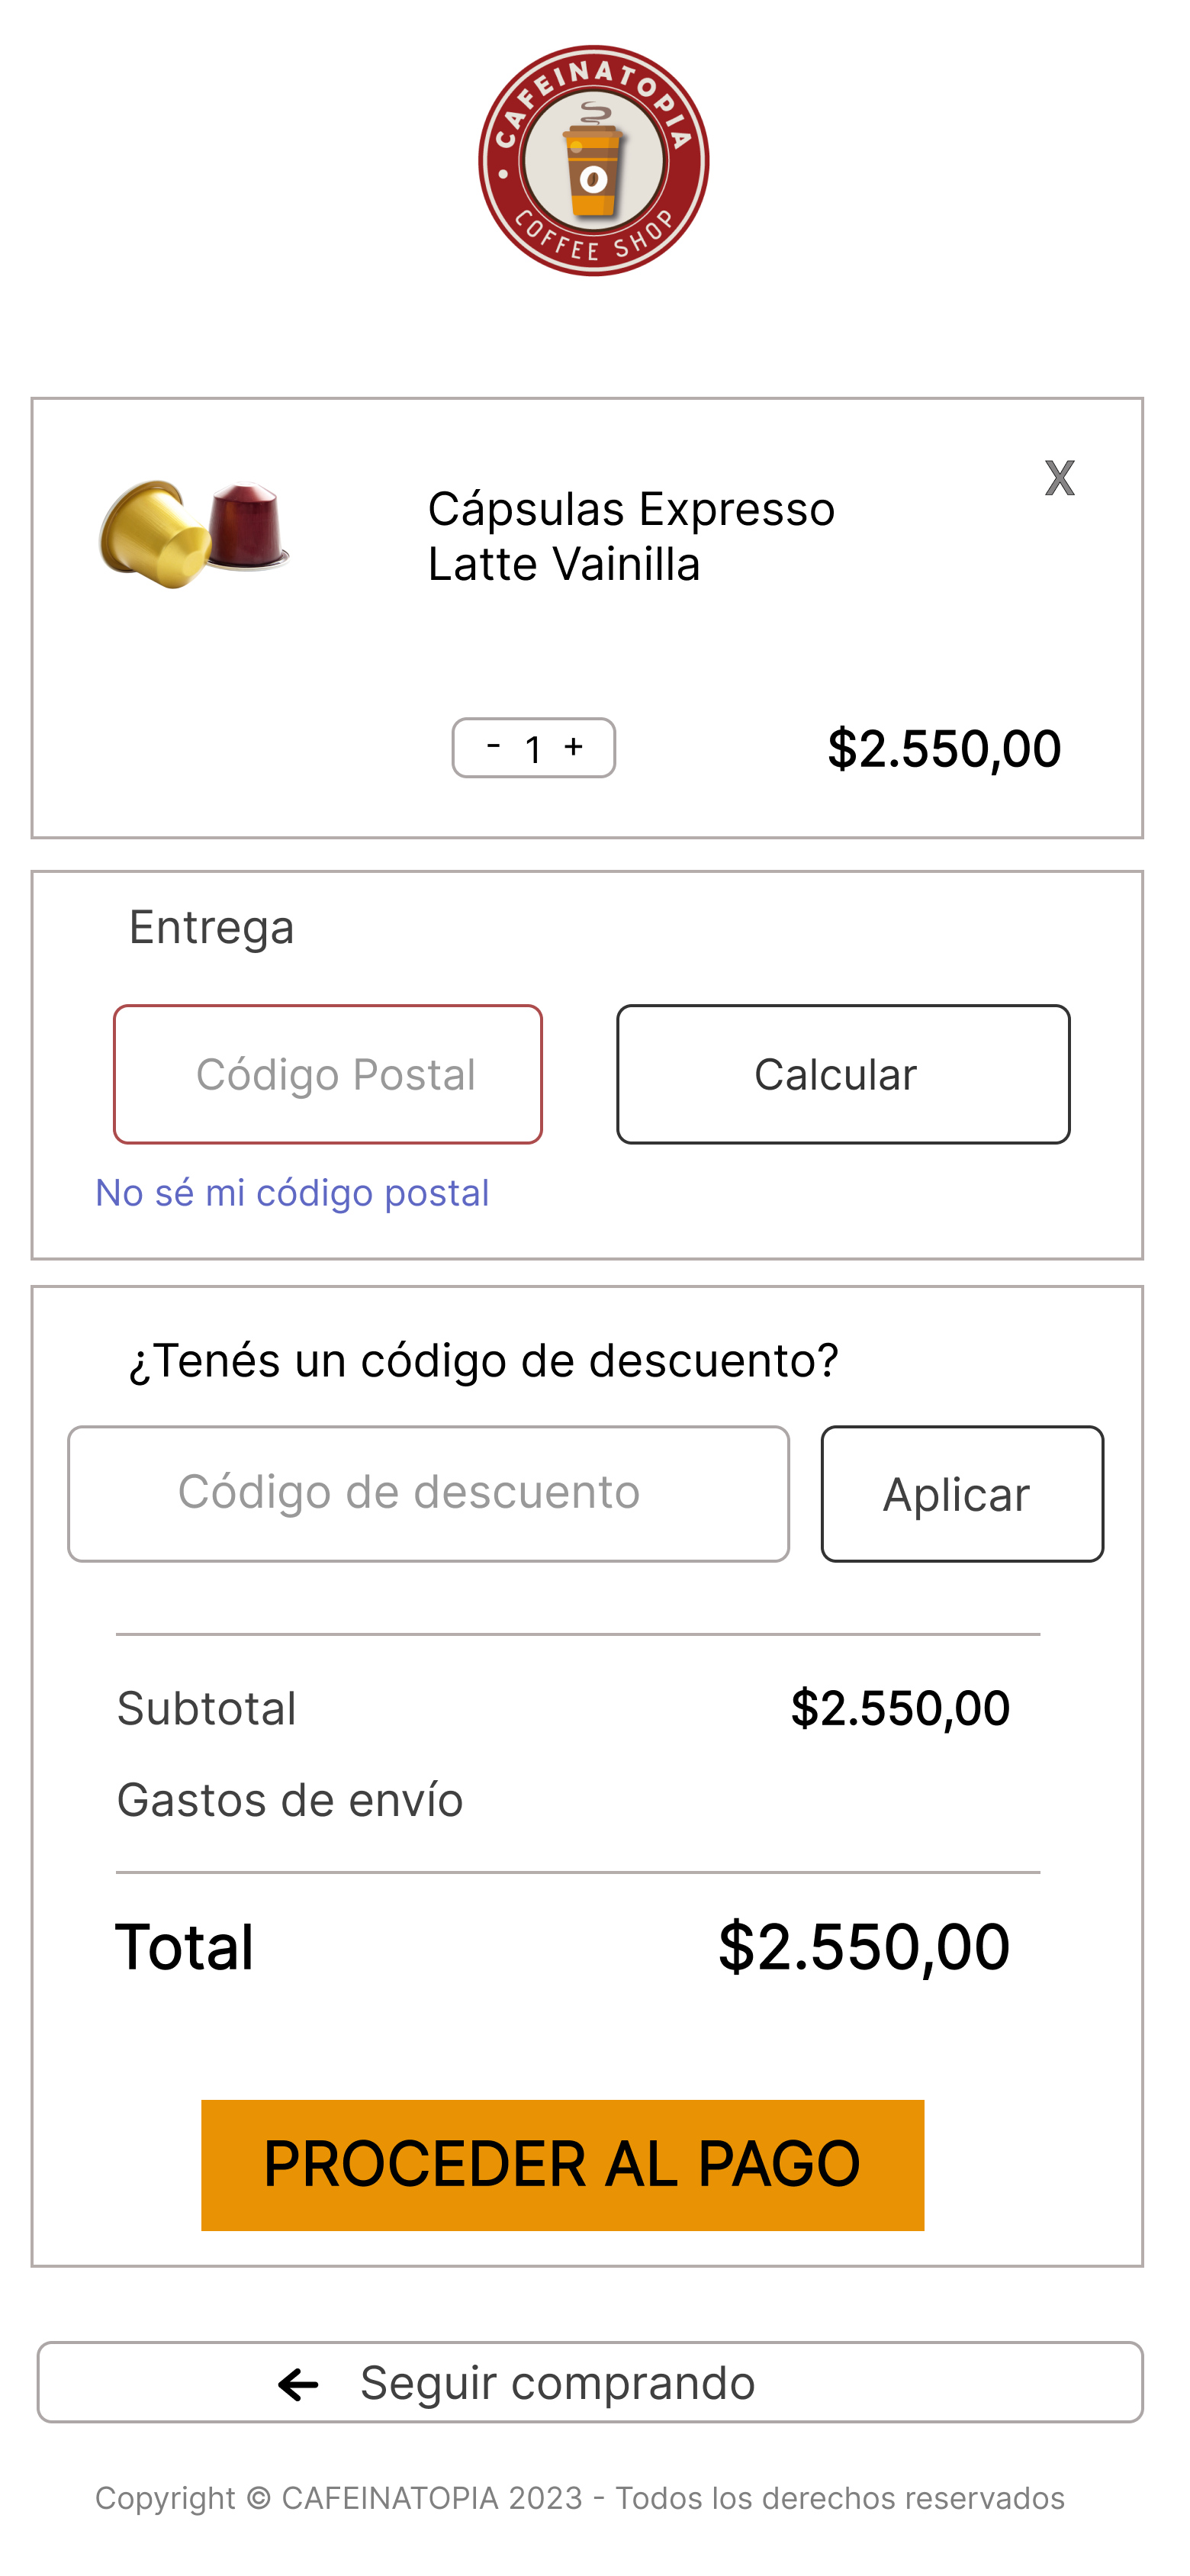 • CAFEINATOPIA
COFFEE SHOP
X
Cápsulas Expresso
Latte Vainilla
- 1 +
$2.550,00
Entrega
Código Postal
Calcular
No sé mi código postal
¿Tenés un código de descuento?
Código de descuento
Aplicar
Subtotal
$2.550,00
Gastos de envío
Total
$2.550,00
PROCEDER AL PAGO
← Seguir comprando
Copyright © CAFEINATOPIA 2023 - Todos los derechos reservados